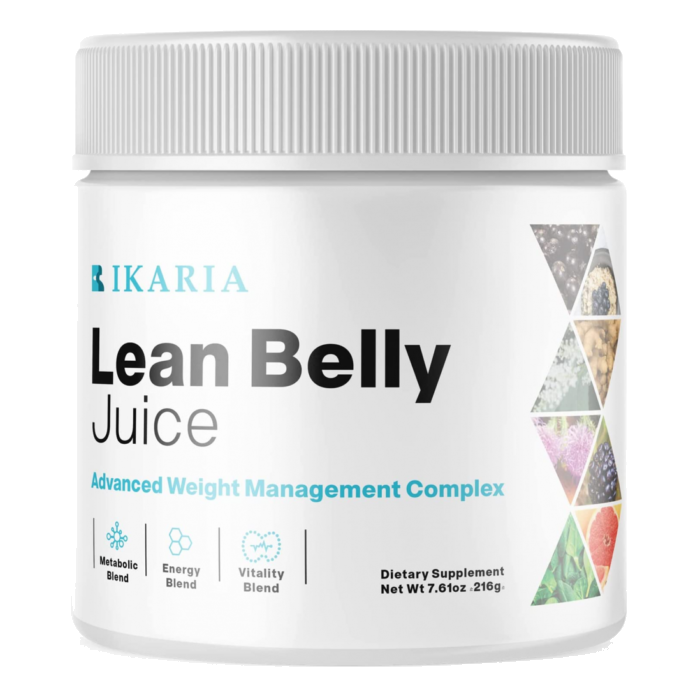 IKARIA
Lean Belly
Juice
Advanced Weight Management Complex
Metabolic
Blend
Energy
Blend
Vitality
Blend
Dietary Supplement
Net Wt 7.61oz (216g)